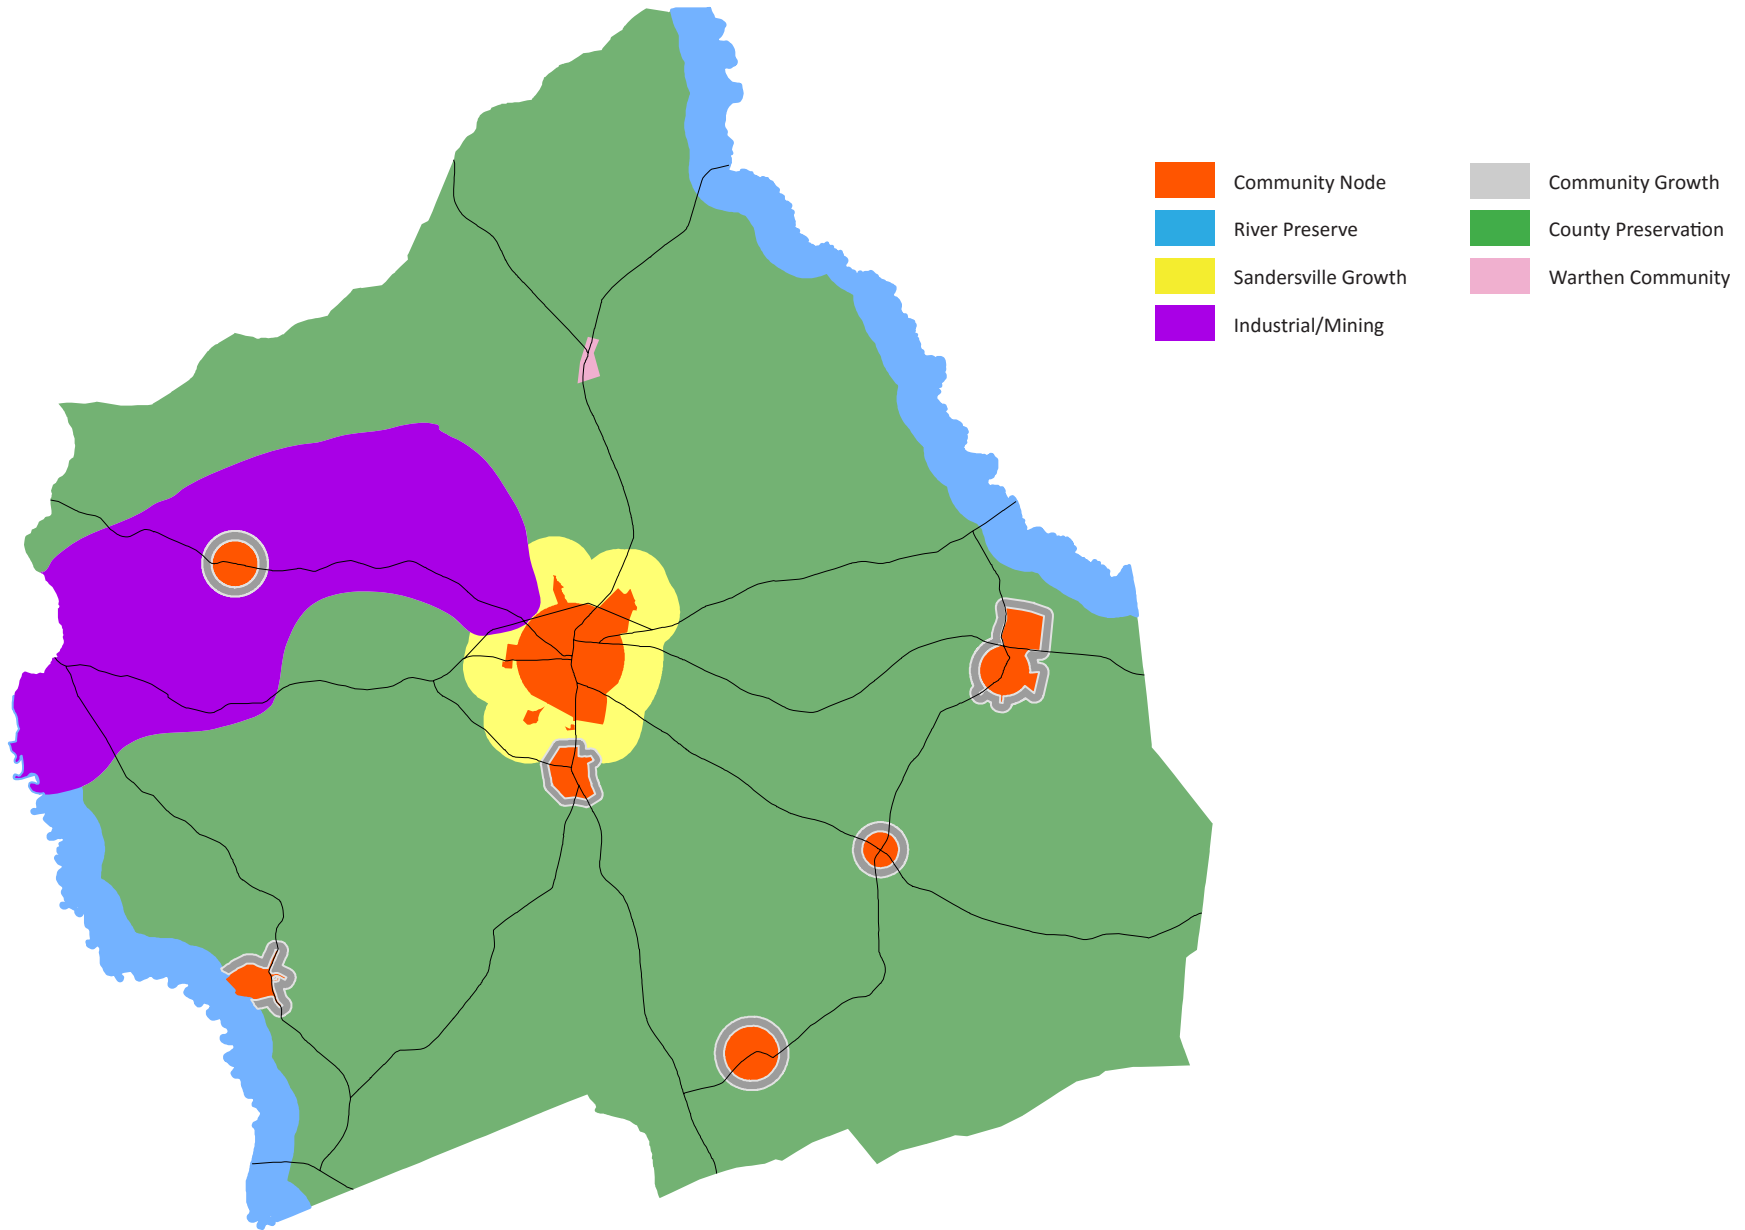 Community Node
River Preserve
Sandersville Growth
Industrial/Mining
Community Growth
County Preservation
Warthen Community